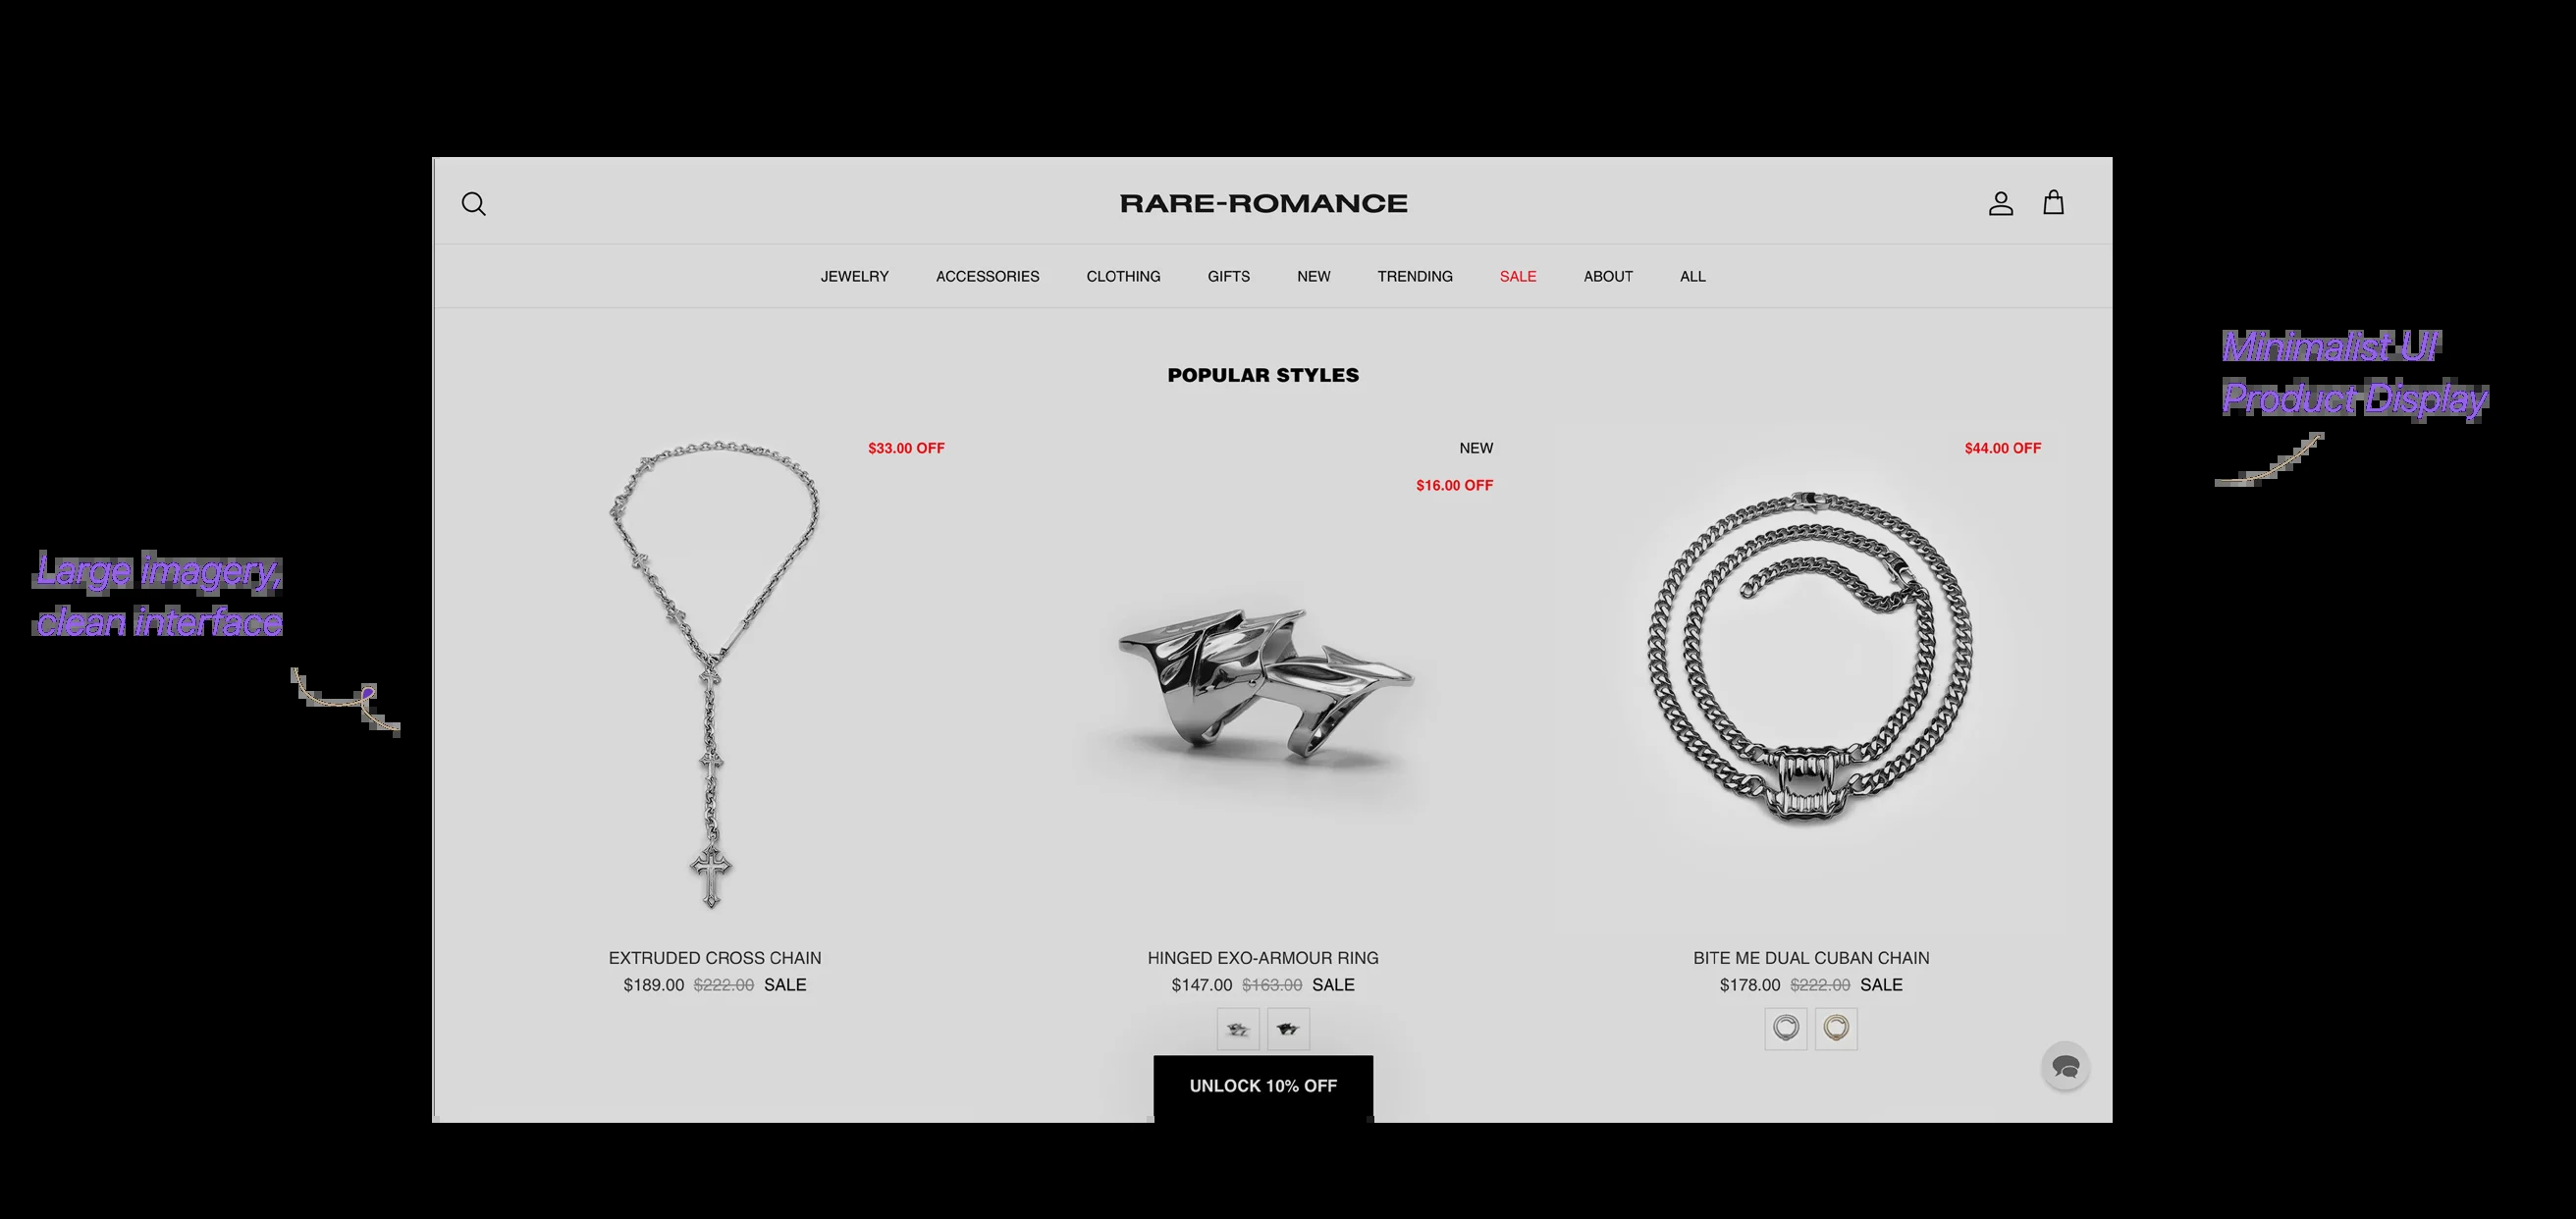 RARE-ROMANCE
JEWELRY ACCESSORIES CLOTHING GIFTS NEW TRENDING SALE ABOUT ALL
Minimalist UI
Product Display
POPULAR STYLES
$33.00 OFF
NEW
$16.00 OFF
$44.00 OFF
Large imagery,
clean interface
EXTRUDED CROSS CHAIN
$189.00 $222.00 SALE
HINGED EXO-ARMOUR RING
$147.00 $163.00 SALE
BITE ME DUAL CUBAN CHAIN
$178.00 $222.00 SALE
UNLOCK 10% OFF